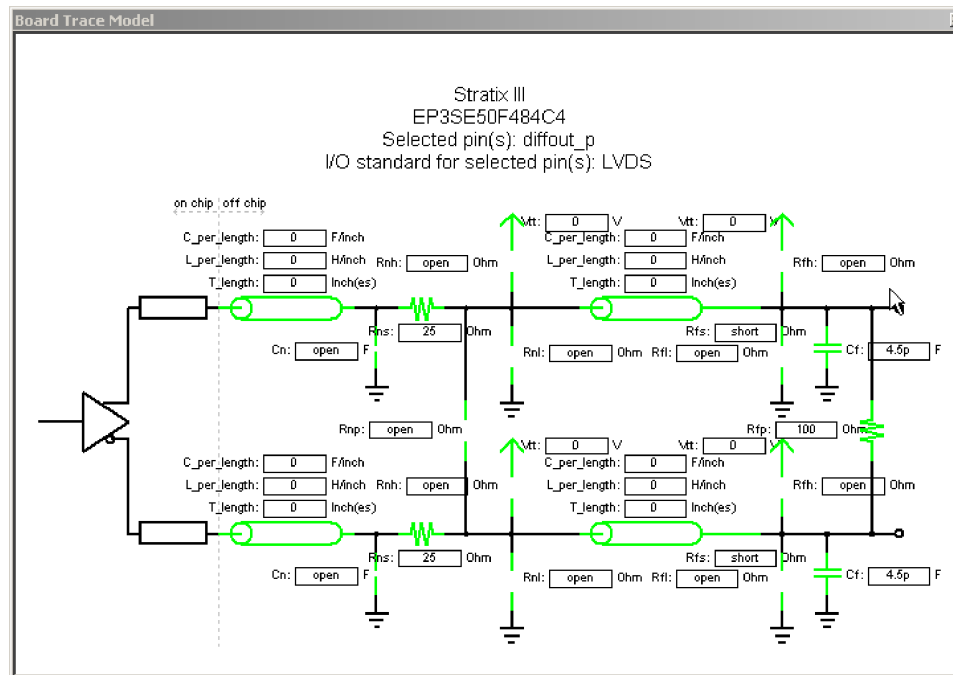 Board Trace Model
Stratix III
EP3SE50F484C4
Selected pin(s): diffout_p
I/O standard for selected pin(s): LVDS
on chip off chip
Vtt: 0 V Vtt: 0 V
C_per_length: 0 F/inch C_per_length: 0 F/inch
L_per_length: 0 H/inch Rnh: open Ohm L_per_length: 0 H/inch Rfh: open Ohm
T_length: 0 Inch(es) T_length: 0 Inch(es)
Rns: 25 Ohm Rfs: short Ohm
Cn: open F Rnl: open Ohm Rfl: open Ohm Cf: 4.5p F
Rnp: open Ohm Rfp: 100 Ohm
Vtt: 0 V Vtt: 0 V
C_per_length: 0 F/inch C_per_length: 0 F/inch
L_per_length: 0 H/inch Rnh: open Ohm L_per_length: 0 H/inch Rfh: open Ohm
T_length: 0 Inch(es) T_length: 0 Inch(es)
Rns: 25 Ohm Rfs: short Ohm
Cn: open F Rnl: open Ohm Rfl: open Ohm Cf: 4.5p F